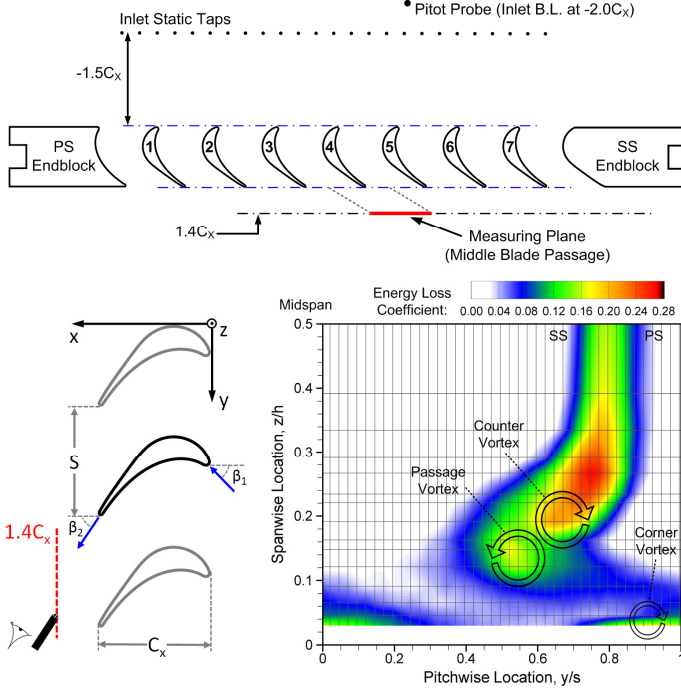 Pitot Probe (Inlet B.L. at -2.0Cx)
Inlet Static Taps
-1.5Cx
PS
Endblock
1 2 3 4 5 6 7
SS
Endblock
1.4Cx
Measuring Plane
(Middle Blade Passage)
x
z
y
S
β1
β2
1.4Cx
Cx
Midspan
Energy Loss
Coefficient:
0.00 0.04 0.08 0.12 0.16 0.20 0.24 0.28
SS
PS
Counter
Vortex
Passage
Vortex
Corner
Vortex
Spanwise Location, z/h
0.5
0.4
0.3
0.2
0.1
0
0 0.2 0.4 0.6 0.8 1
Pitchwise Location, y/s